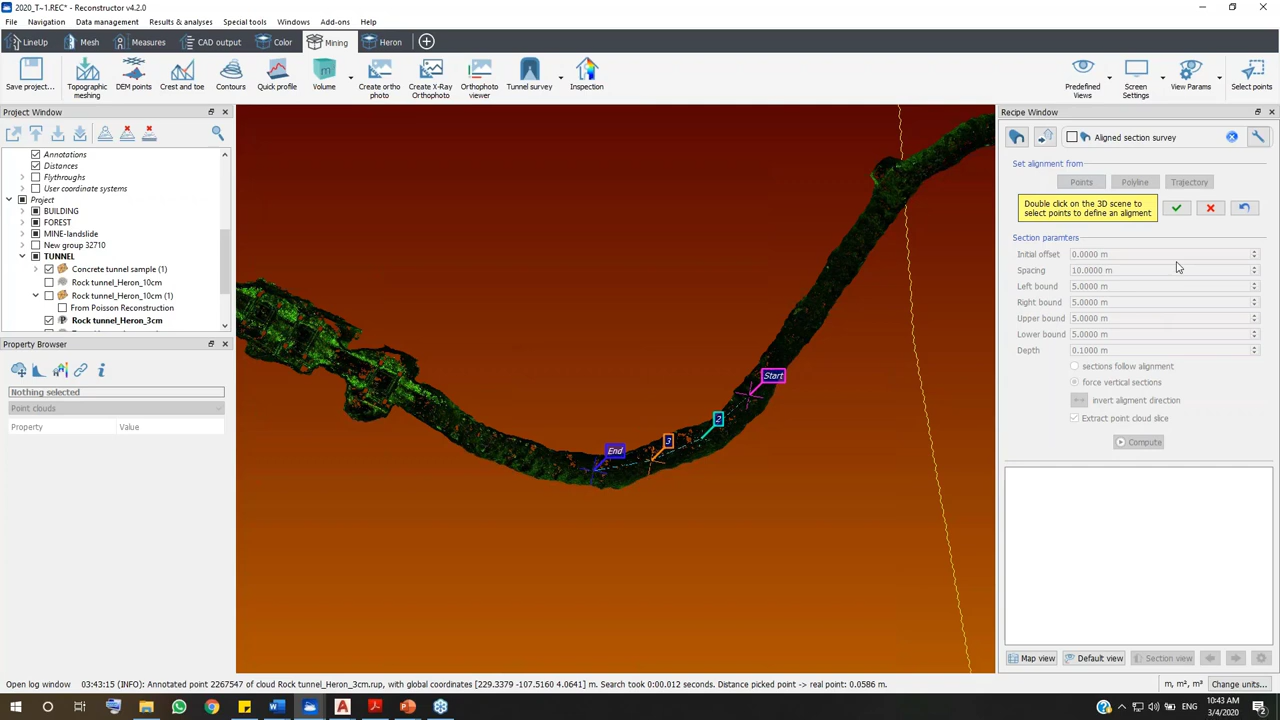 2020_T~1.REC* - Reconstructor v4.2.0
File Navigation Data management Results & analyses Special tools Windows Add-ons Help
LineUp Mesh Measures CAD output Color Mining Heron
Save project... Topographic meshing DEM points Crest and toe Contours Quick profile Volume Create ortho photo Create X-Ray Orthophoto Orthophoto viewer Tunnel survey Inspection Predefined Views Screen Settings View Params Select points
Project Window
Annotations
Distances
Flythroughs
User coordinate systems
Project
BUILDING
FOREST
MINE-landslide
New group 32710
TUNNEL
Concrete tunnel sample (1)
Rock tunnel_Heron_10cm
Rock tunnel_Heron_10cm (1)
From Poisson Reconstruction
Rock tunnel_Heron_3cm
Property Browser
Nothing selected
Point clouds
Property Value
Start
2
3
End
Recipe Window
Aligned section survey
Set alignment from
Points Polyline Trajectory
Double click on the 3D scene to
select points to define an aligment
Section paramters
Initial offset 0.0000 m
Spacing 10.0000 m
Left bound 5.0000 m
Right bound 5.0000 m
Upper bound 5.0000 m
Lower bound 5.0000 m
Depth 0.1000 m
sections follow alignment
force vertical sections
invert aligment direction
Extract point cloud slice
Compute
Map view Default view Section view
Open log window 03:43:15 (INFO): Annotated point 2267547 of cloud Rock tunnel_Heron_3cm.rup, with global coordinates [229.3379 -107.5160 4.0641] m. Search took 0:00.012 seconds. Distance picked point -> real point: 0.0586 m. m, m², m³ Change units...
ENG
10:43 AM
3/4/2020